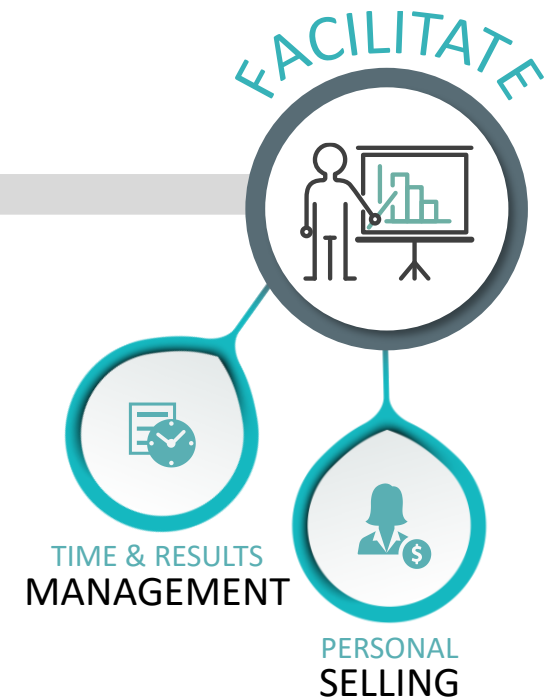 FACILITATE
TIME & RESULTS
MANAGEMENT
PERSONAL
SELLING
$